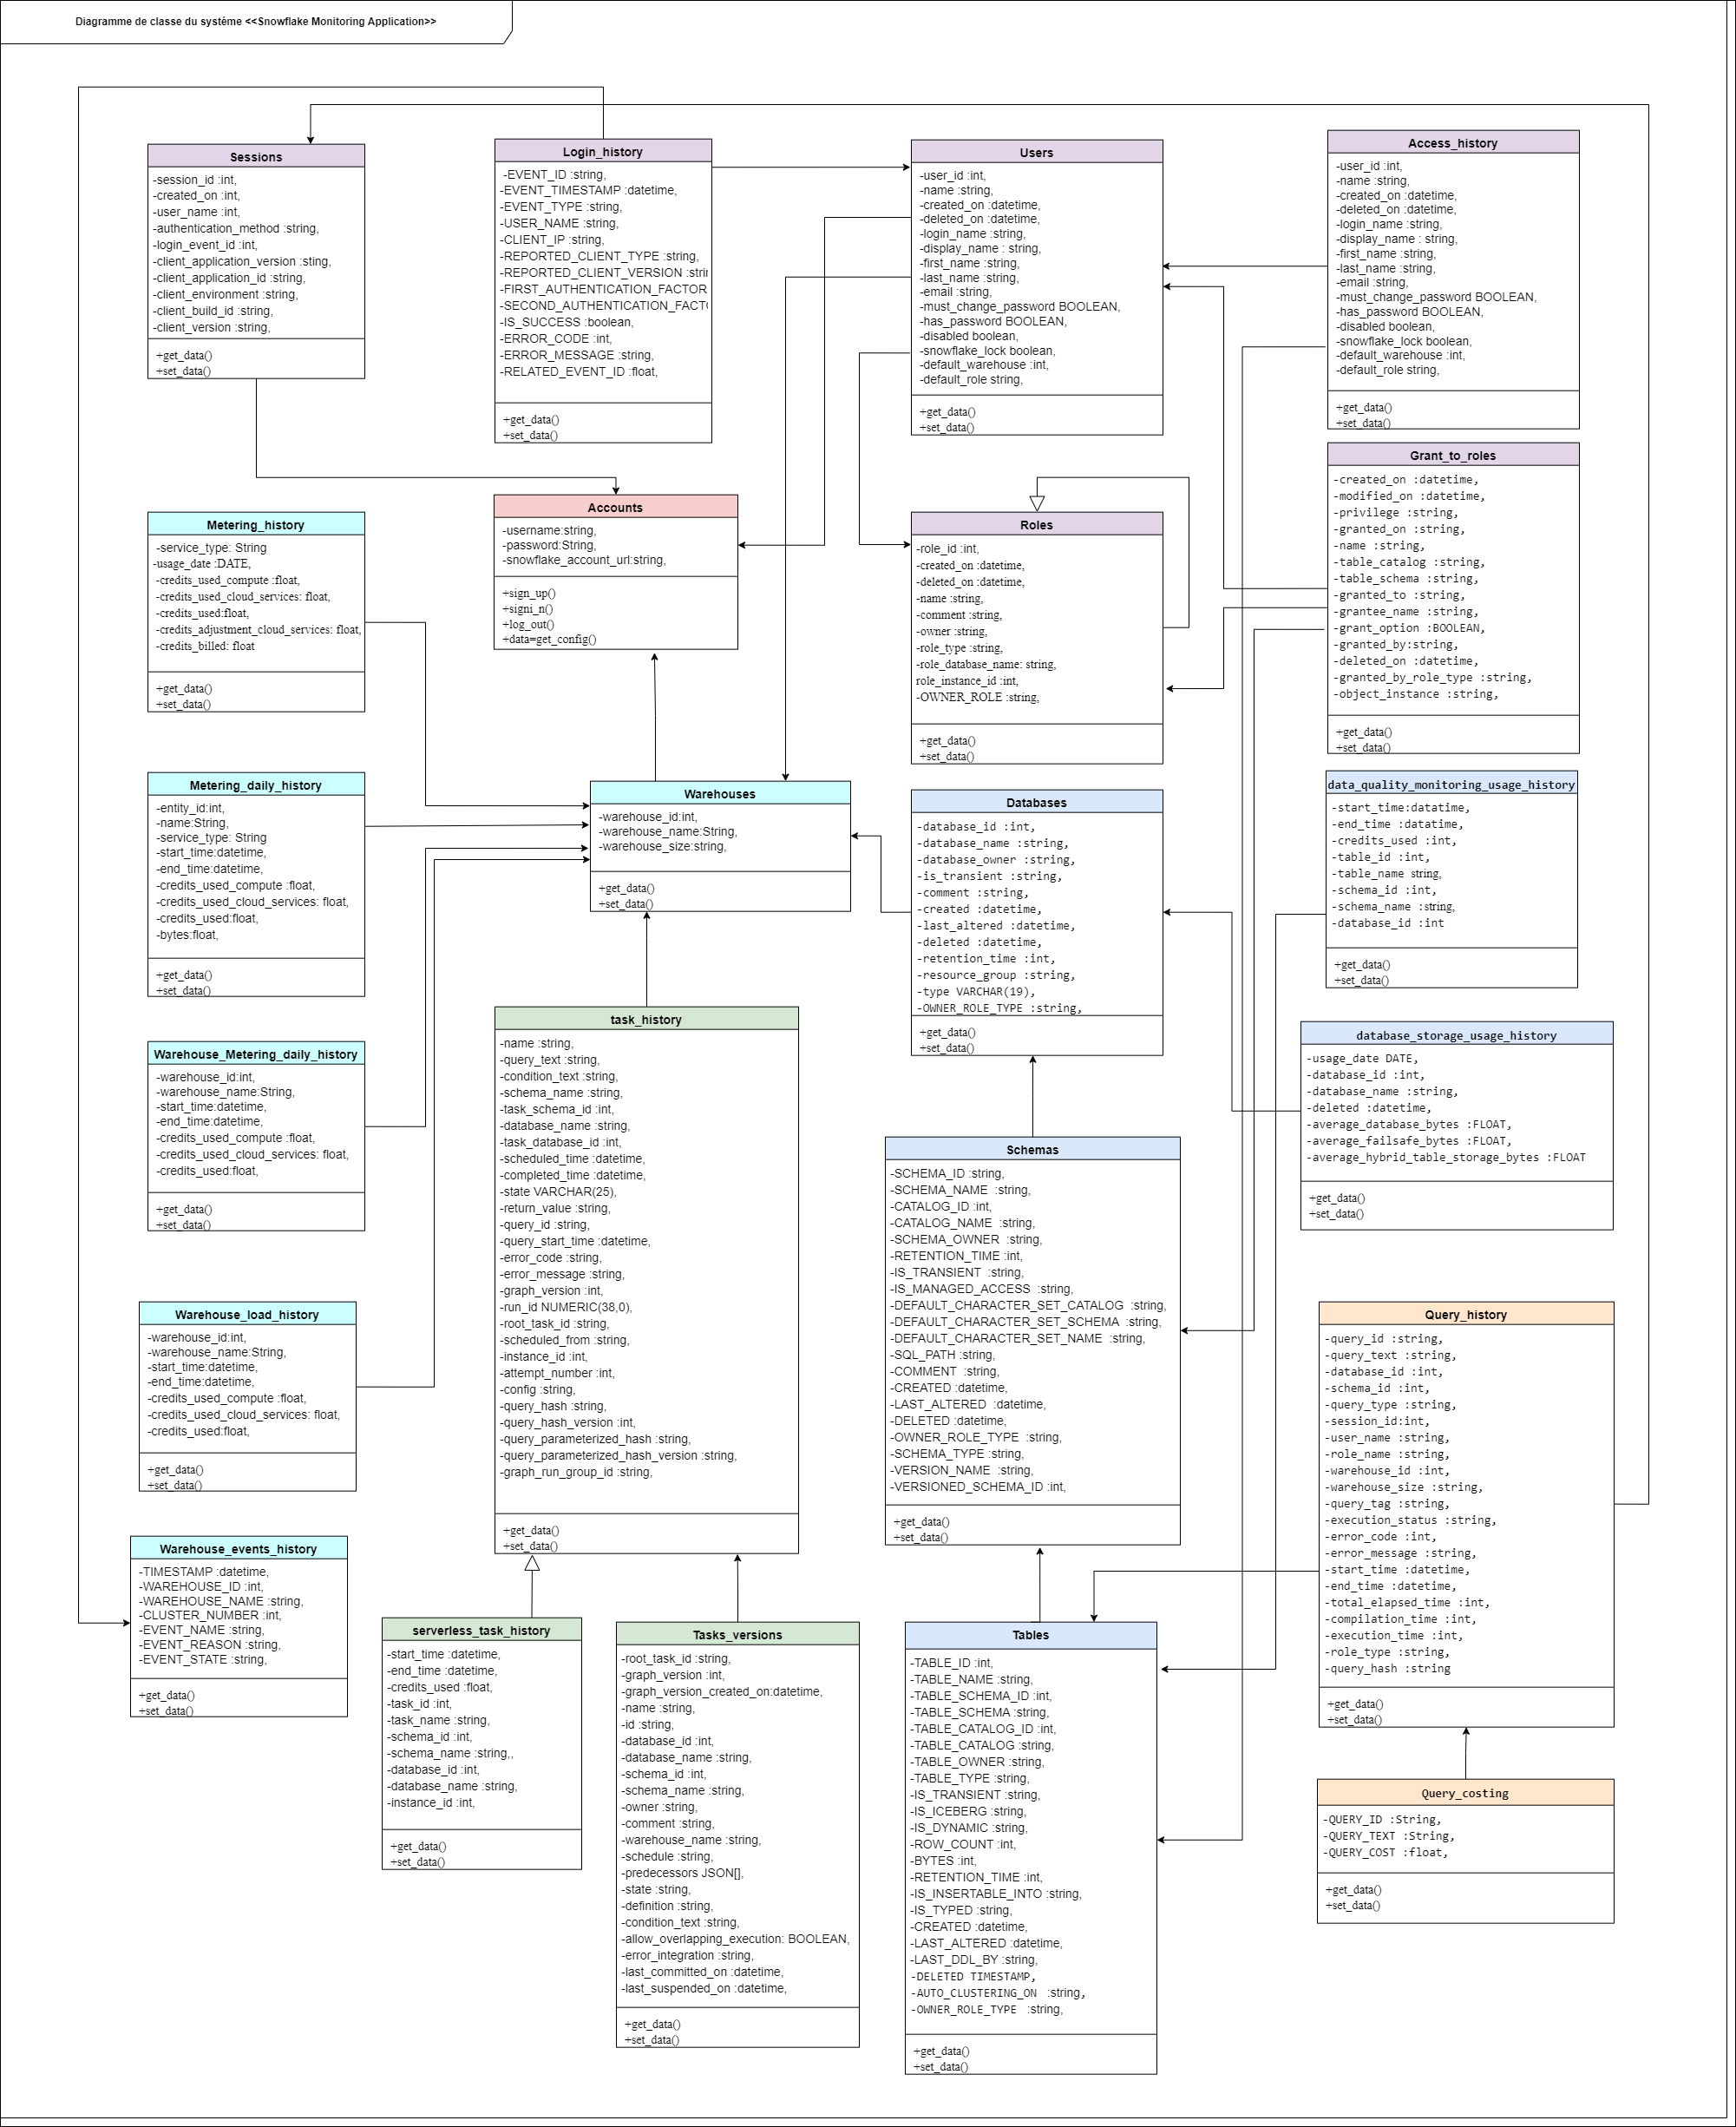 Diagramme de classe du systéme <<Snowflake Monitoring Application>>
Sessions
-session_id :int,
-created_on :int,
-user_name :int,
-authentication_method :string,
-login_event_id :int,
-client_application_version :sting,
-client_application_id :string,
-client_environment :string,
-client_build_id :string,
-client_version :string,
+get_data()
+set_data()
Login_history
-EVENT_ID :string,
-EVENT_TIMESTAMP :datetime,
-EVENT_TYPE :string,
-USER_NAME :string,
-CLIENT_IP :string,
-REPORTED_CLIENT_TYPE :string,
-REPORTED_CLIENT_VERSION :strir
-FIRST_AUTHENTICATION_FACTOR
-SECOND_AUTHENTICATION_FACT(
-IS_SUCCESS :boolean,
-ERROR_CODE :int,
-ERROR_MESSAGE :string,
-RELATED_EVENT_ID :float,
+get_data()
+set_data()
Users
-user_id :int,
-name :string,
-created_on :datetime,
-deleted_on :datetime,
-login_name :string,
-display_name : string,
-first_name :string,
-last_name :string,
-email :string,
-must_change_password BOOLEAN,
-has_password BOOLEAN,
-disabled boolean,
-snowflake_lock boolean,
-default_warehouse :int,
-default_role string,
+get_data()
+set_data()
Access_history
-user_id :int,
-name :string,
-created_on :datetime,
-deleted_on :datetime,
-login_name :string,
-display_name : string,
-first_name :string,
-last_name :string,
-email :string,
-must_change_password BOOLEAN,
-has_password BOOLEAN,
-disabled boolean,
-snowflake_lock boolean,
-default_warehouse :int,
-default_role string,
+get_data()
+set_data()
Metering_history
-service_type: String
-usage_date :DATE,
-credits_used_compute :float,
-credits_used_cloud_services: float,
-credits_used:float,
-credits_adjustment_cloud_services: float,
-credits_billed: float
+get_data()
+set_data()
Accounts
-username:string,
-password:String,
-snowflake_account_url:string,
+sign_up()
+signi_n()
+log_out()
+data=get_config()
Roles
-role_id :int,
-created_on :datetime,
-deleted_on :datetime,
-name :string,
-comment :string,
-owner :string,
-role_type :string,
-role_database_name: string,
role_instance_id :int,
-OWNER_ROLE :string,
+get_data()
+set_data()
Grant_to_roles
-created_on :datetime,
-modified_on :datetime,
-privilege :string,
-granted_on :string,
-name :string,
-table_catalog :string,
-table_schema :string,
-granted_to :string,
-grantee_name :string,
-grant_option :BOOLEAN,
-granted_by:string,
-deleted_on :datetime,
-granted_by_role_type :string,
-object_instance :string,
+get_data()
+set_data()
Metering_daily_history
-entity_id:int,
-name:String,
-service_type: String
-start_time:datetime,
-end_time:datetime,
-credits_used_compute :float,
-credits_used_cloud_services: float,
-credits_used:float,
-bytes:float,
+get_data()
+set_data()
Warehouses
-warehouse_id:int,
-warehouse_name:String,
-warehouse_size:string,
+get_data()
+set_data()
Databases
-database_id :int,
-database_name :string,
-database_owner :string,
-is_transient :string,
-comment :string,
-created :datetime,
-last_altered :datetime,
-deleted :datetime,
-retention_time :int,
-resource_group :string,
-type VARCHAR(19),
-OWNER_ROLE_TYPE :string,
+get_data()
+set_data()
data_quality_monitoring_usage_history
-start_time:datatime,
-end_time :datatime,
-credits_used :int,
-table_id :int,
-table_name string,
-schema_id :int,
-schema_name :string,
-database_id :int
+get_data()
+set_data()
Warehouse_Metering_daily_history
-warehouse_id:int,
-warehouse_name:String,
-start_time:datetime,
-end_time:datetime,
-credits_used_compute :float,
-credits_used_cloud_services: float,
-credits_used:float,
+get_data()
+set_data()
task_history
-name :string,
-query_text :string,
-condition_text :string,
-schema_name :string,
-task_schema_id :int,
-database_name :string,
-task_database_id :int,
-scheduled_time :datetime,
-completed_time :datetime,
-state VARCHAR(25),
-return_value :string,
-query_id :string,
-query_start_time :datetime,
-error_code :string,
-error_message :string,
-graph_version :int,
-run_id NUMERIC(38,0),
-root_task_id :string,
-scheduled_from :string,
-instance_id :int,
-attempt_number :int,
-config :string,
-query_hash :string,
-query_hash_version :int,
-query_parameterized_hash :string,
-query_parameterized_hash_version :string,
-graph_run_group_id :string,
+get_data()
+set_data()
database_storage_usage_history
-usage_date DATE,
-database_id :int,
-database_name :string,
-deleted :datetime,
-average_database_bytes :FLOAT,
-average_failsafe_bytes :FLOAT,
-average_hybrid_table_storage_bytes :FLOAT
+get_data()
+set_data()
Schemas
-SCHEMA_ID :string,
-SCHEMA_NAME :string,
-CATALOG_ID :int,
-CATALOG_NAME :string,
-SCHEMA_OWNER :string,
-RETENTION_TIME :int,
-IS_TRANSIENT :string,
-IS_MANAGED_ACCESS :string,
-DEFAULT_CHARACTER_SET_CATALOG :string,
-DEFAULT_CHARACTER_SET_SCHEMA :string,
-DEFAULT_CHARACTER_SET_NAME :string,
-SQL_PATH :string,
-COMMENT :string,
-CREATED :datetime,
-LAST_ALTERED :datetime,
-DELETED :datetime,
-OWNER_ROLE_TYPE :string,
-SCHEMA_TYPE :string,
-VERSION_NAME :string,
-VERSIONED_SCHEMA_ID :int,
+get_data()
+set_data()
Warehouse_load_history
-warehouse_id:int,
-warehouse_name:String,
-start_time:datetime,
-end_time:datetime,
-credits_used_compute :float,
-credits_used_cloud_services: float,
-credits_used:float,
+get_data()
+set_data()
Query_history
-query_id :string,
-query_text :string,
-database_id :int,
-schema_id :int,
-query_type :string,
-session_id:int,
-user_name :string,
-role_name :string,
-warehouse_id :int,
-warehouse_size :string,
-query_tag :string,
-execution_status :string,
-error_code :int,
-error_message :string,
-start_time :datetime,
-end_time :datetime,
-total_elapsed_time :int,
-compilation_time :int,
-execution_time :int,
-role_type :string,
-query_hash :string
+get_data()
+set_data()
Warehouse_events_history
-TIMESTAMP :datetime,
-WAREHOUSE_ID :int,
-WAREHOUSE_NAME :string,
-CLUSTER_NUMBER :int,
-EVENT_NAME :string,
-EVENT_REASON :string,
-EVENT_STATE :string,
+get_data()
+set_data()
serverless_task_history
-start_time :datetime,
-end_time :datetime,
-credits_used :float,
-task_id :int,
-task_name :string,
-schema_id :int,
-schema_name :string,,
-database_id :int,
-database_name :string,
-instance_id :int,
+get_data()
+set_data()
Tasks_versions
-root_task_id :string,
-graph_version :int,
-graph_version_created_on:datetime,
-name :string,
-id :string,
-database_id :int,
-database_name :string,
-schema_id :int,
-schema_name :string,
-owner :string,
-comment :string,
-warehouse_name :string,
-schedule :string,
-predecessors JSON[],
-state :string,
-definition :string,
-condition_text :string,
-allow_overlapping_execution: BOOLEAN,
-error_integration :string,
-last_committed_on :datetime,
-last_suspended_on :datetime,
+get_data()
+set_data()
Tables
-TABLE_ID :int,
-TABLE_NAME :string,
-TABLE_SCHEMA_ID :int,
-TABLE_SCHEMA :string,
-TABLE_CATALOG_ID :int,
-TABLE_CATALOG :string,
-TABLE_OWNER :string,
-TABLE_TYPE :string,
-IS_TRANSIENT :string,
-IS_ICEBERG :string,
-IS_DYNAMIC :string,
-ROW_COUNT :int,
-BYTES :int,
-RETENTION_TIME :int,
-IS_INSERTABLE_INTO :string,
-IS_TYPED :string,
-CREATED :datetime,
-LAST_ALTERED :datetime,
-LAST_DDL_BY :string,
-DELETED TIMESTAMP,
-AUTO_CLUSTERING_ON :string,
-OWNER_ROLE_TYPE :string,
+get_data()
+set_data()
Query_costing
-QUERY_ID :String,
-QUERY_TEXT :String,
-QUERY_COST :float,
+get_data()
+set_data()